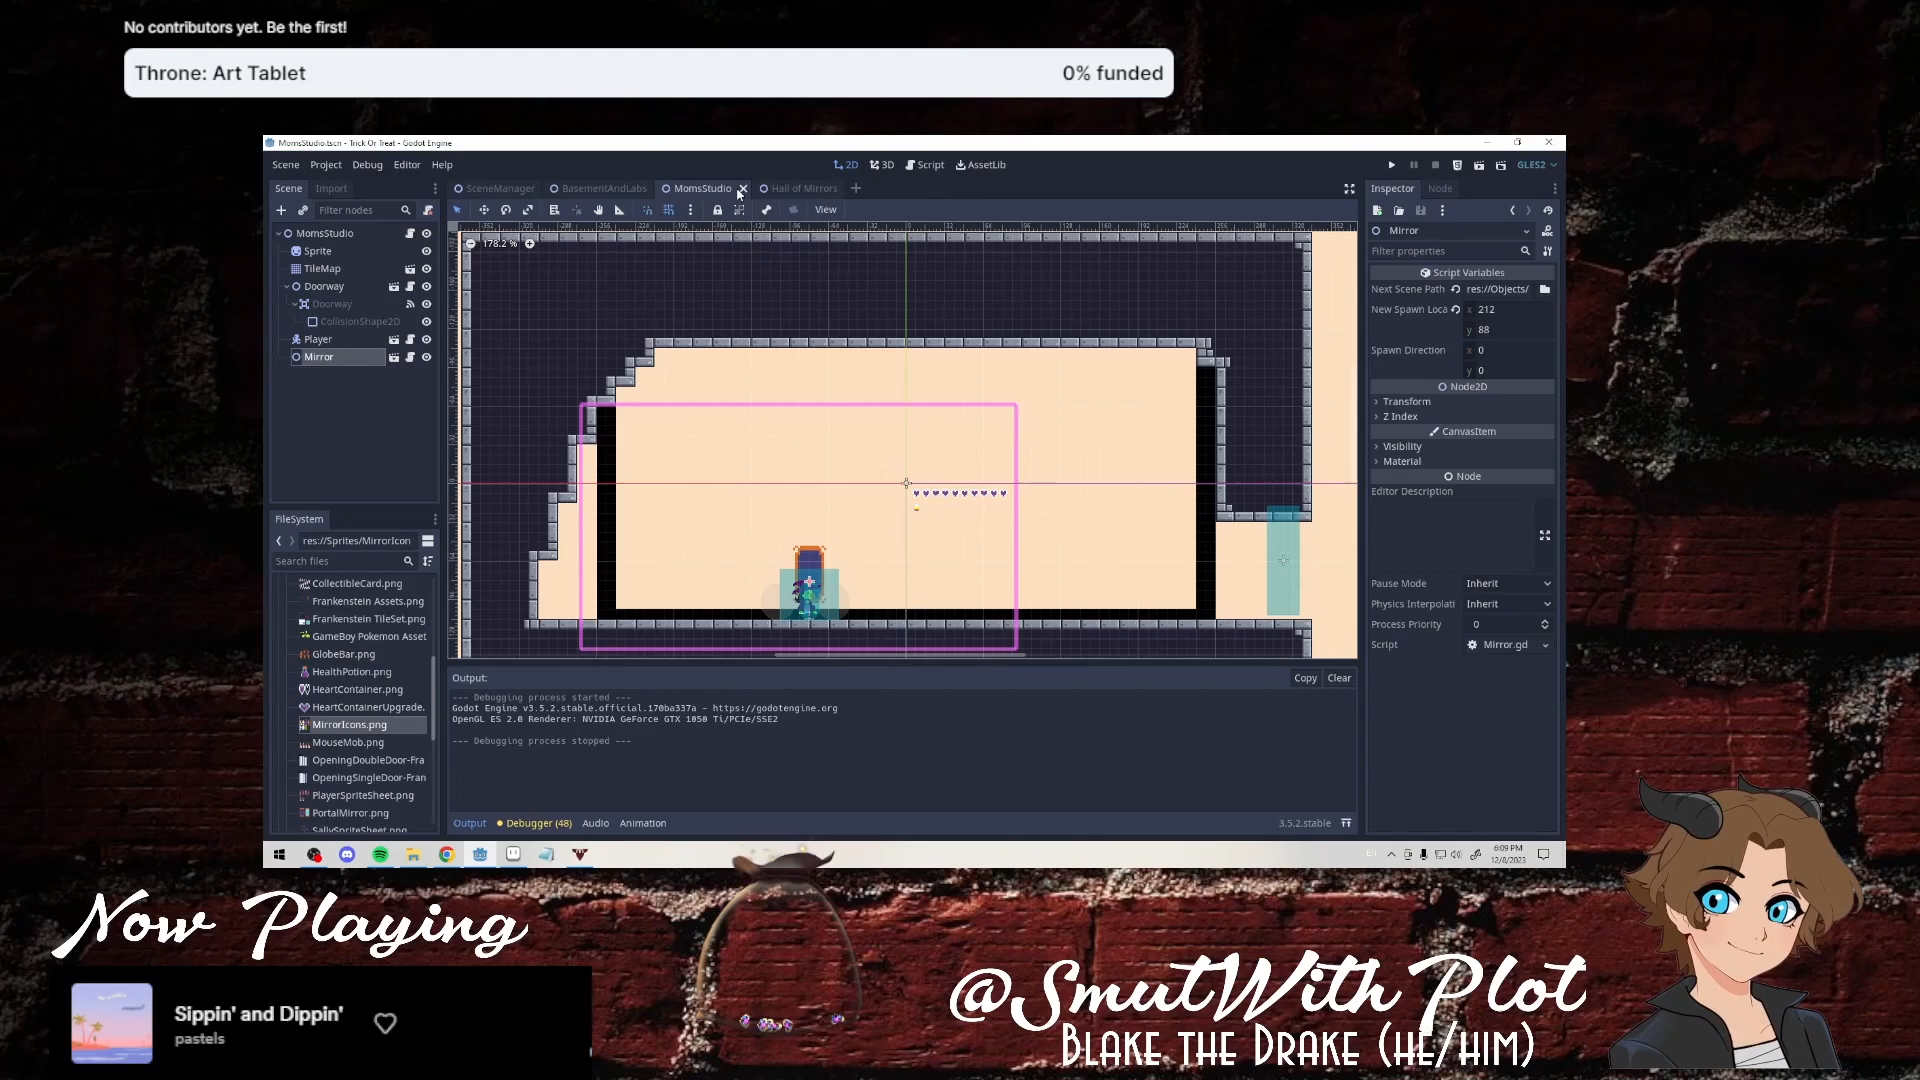 No contributors yet. Be the first!
Throne: Art Tablet 0% funded
MomsStudio.tscn - Trick Or Treat - Godot Engine
Scene Project Debug Editor Help
2D 3D Script AssetLib
GLES2
Scene Import
SceneManager BasementAndLabs MomsStudio Hall of Mirrors
Inspector Node
Filter nodes
View
MomsStudio
Sprite
TileMap
Doorway
Doorway
CollisionShape2D
Player
Mirror
178.2 %
Mirror
Filter properties
Script Variables
Next Scene Path res://Objects/
New Spawn Loca x 212
y 88
Spawn Direction x 0
y 0
Node2D
Transform
Z Index
CanvasItem
Visibility
Material
Node
Editor Description
Pause Mode Inherit
Physics Interpolati Inherit
Process Priority 0
Script Mirror.gd
FileSystem
res://Sprites/MirrorIcon
Search files
CollectibleCard.png
Frankenstein Assets.png
Frankenstein TileSet.png
GameBoy Pokemon Asset
GlobeBar.png
HealthPotion.png
HeartContainer.png
HeartContainerUpgrade.
MirrorIcons.png
MouseMob.png
OpeningDoubleDoor-Fra
OpeningSingleDoor-Fran
PlayerSpriteSheet.png
PortalMirror.png
SallySpriteSheet.png
Output: Copy Clear
--- Debugging process started ---
Godot Engine v3.5.2.stable.official.170ba337a - https://godotengine.org
OpenGL ES 2.0 Renderer: NVIDIA GeForce GTX 1050 Ti/PCIe/SSE2
--- Debugging process stopped ---
Output Debugger (48) Audio Animation 3.5.2.stable
6:09 PM
12/8/2023
Now Playing
Sippin' and Dippin'
pastels
@SmutWithPlot
Blake the Drake (he/him)